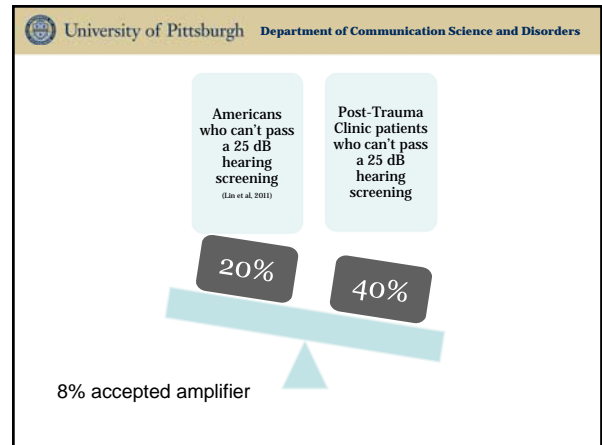 University of Pittsburgh Department of Communication Science and Disorders
Americans
who can't pass
a 25 dB
hearing
screening
(Lin et al, 2011)
Post-Trauma
Clinic patients
who can't pass
a 25 dB
hearing
screening
20%
40%
8% accepted amplifier